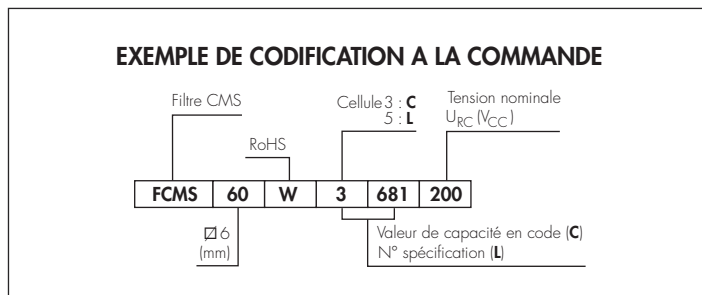 EXEMPLE DE CODIFICATION A LA COMMANDE
Filtre CMS
Cellule 3 : C
5 : L
Tension nominale
URC (VCC)
RoHS
FCMS 60 W 3 681 200
6
(mm)
Valeur de capacité en code (C)
N° spécification (L)